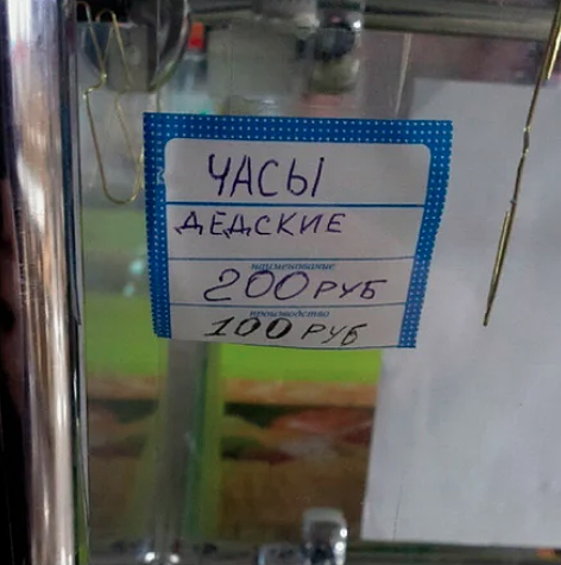 ЧАСЫ
ДЕДСКИЕ
наименование
200 РУБ
производство
100 РУБ